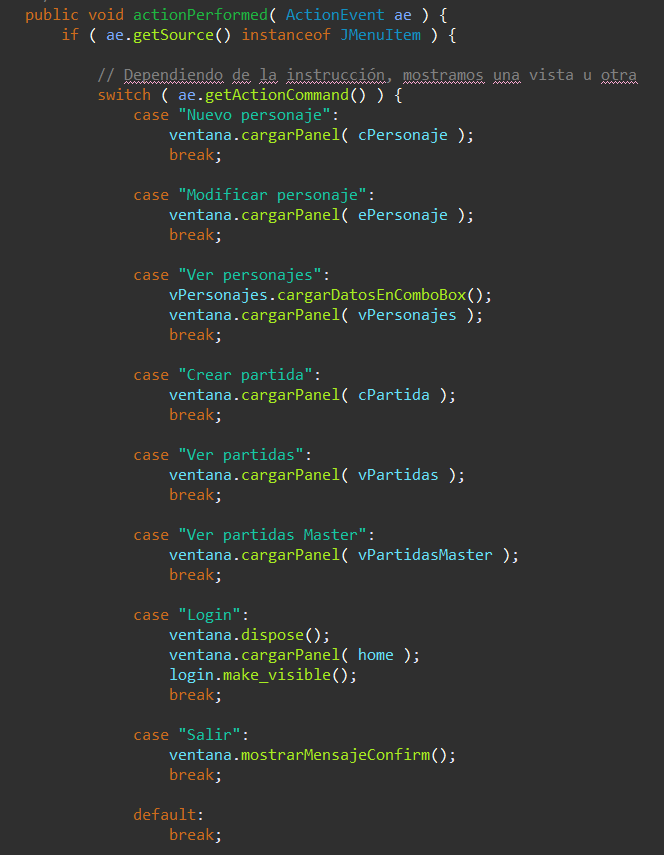 public void actionPerformed( ActionEvent ae ) {
if ( ae.getSource() instanceof JMenuItem ) {
// Dependiendo de la instrucción, mostramos una vista u otra
switch ( ae.getActionCommand() ) {
case "Nuevo personaje":
ventana.cargarPanel( cPersonaje );
break;
case "Modificar personaje":
ventana.cargarPanel( ePersonaje );
break;
case "Ver personajes":
vPersonajes.cargarDatosEnComboBox();
ventana.cargarPanel( vPersonajes );
break;
case "Crear partida":
ventana.cargarPanel( cPartida );
break;
case "Ver partidas":
ventana.cargarPanel( vPartidas );
break;
case "Ver partidas Master":
ventana.cargarPanel( vPartidasMaster );
break;
case "Login":
ventana.dispose();
ventana.cargarPanel( home );
login.make_visible();
break;
case "Salir":
ventana.mostrarMensajeConfirm();
break;
default:
break;